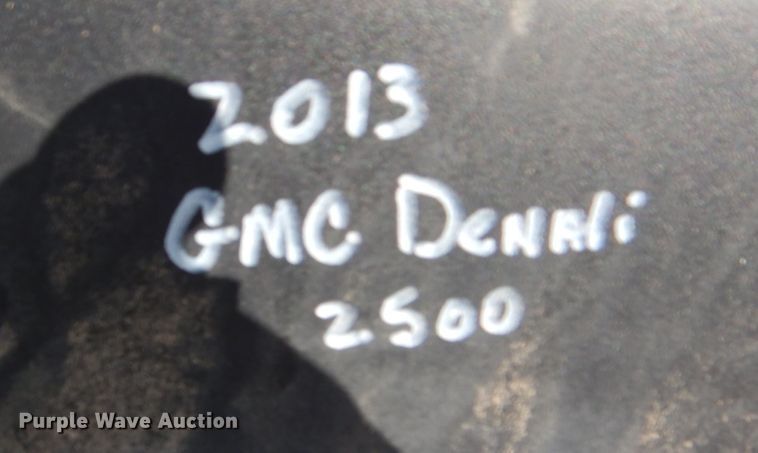 2013
GMC Denali
2500
Purple Wave Auction